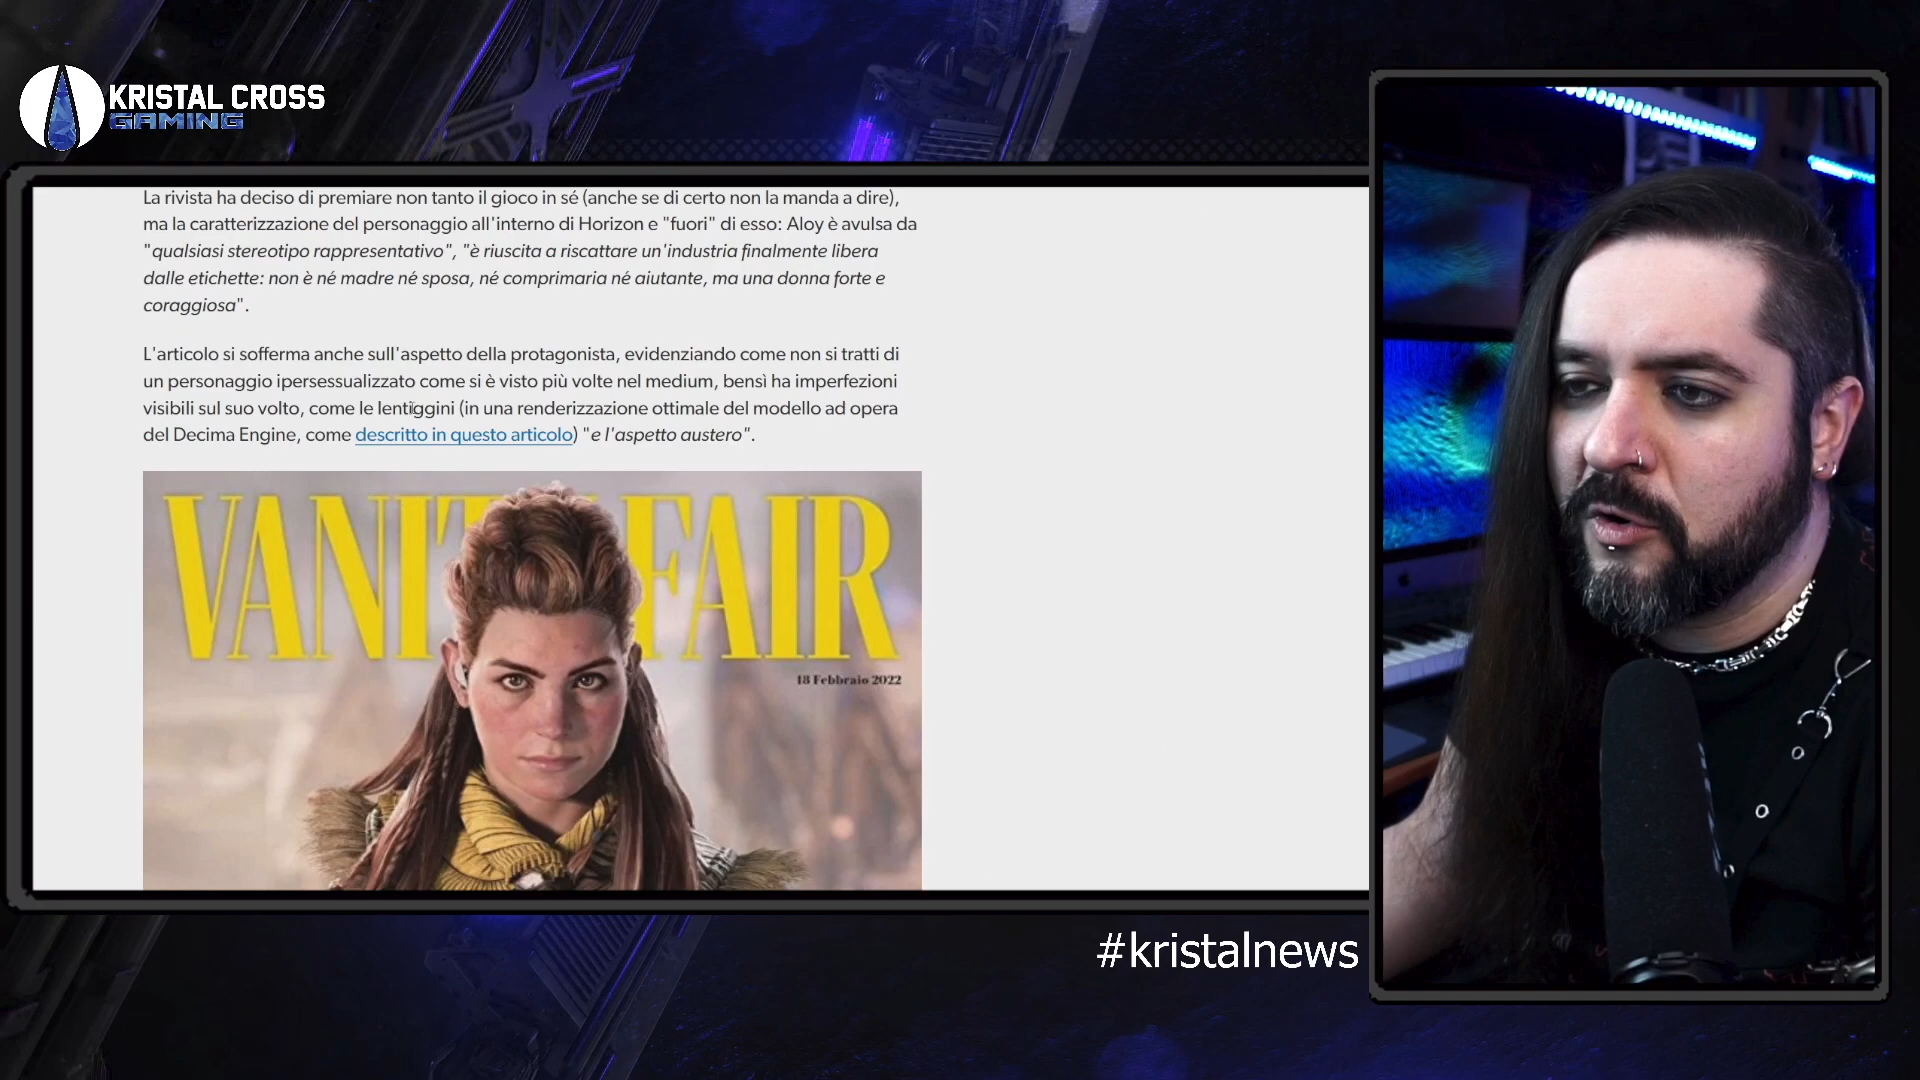 KRISTAL CROSS
GAMING
La rivista ha deciso di premiare non tanto il gioco in sé (anche se di certo non la manda a dire),
ma la caratterizzazione del personaggio all'interno di Horizon e "fuori" di esso: Aloy è avulsa da
"qualsiasi stereotipo rappresentativo", "è riuscita a riscattare un'industria finalmente libera
dalle etichette: non è né madre né sposa, né comprimaria né aiutante, ma una donna forte e
coraggiosa".
L'articolo si sofferma anche sull'aspetto della protagonista, evidenziando come non si tratti di
un personaggio ipersessualizzato come si è visto più volte nel medium, bensì ha imperfezioni
visibili sul suo volto, come le lentiggini (in una renderizzazione ottimale del modello ad opera
del Decima Engine, come descritto in questo articolo) "e l'aspetto austero".
VANITY FAIR
18 Febbraio 2022
#kristalnews